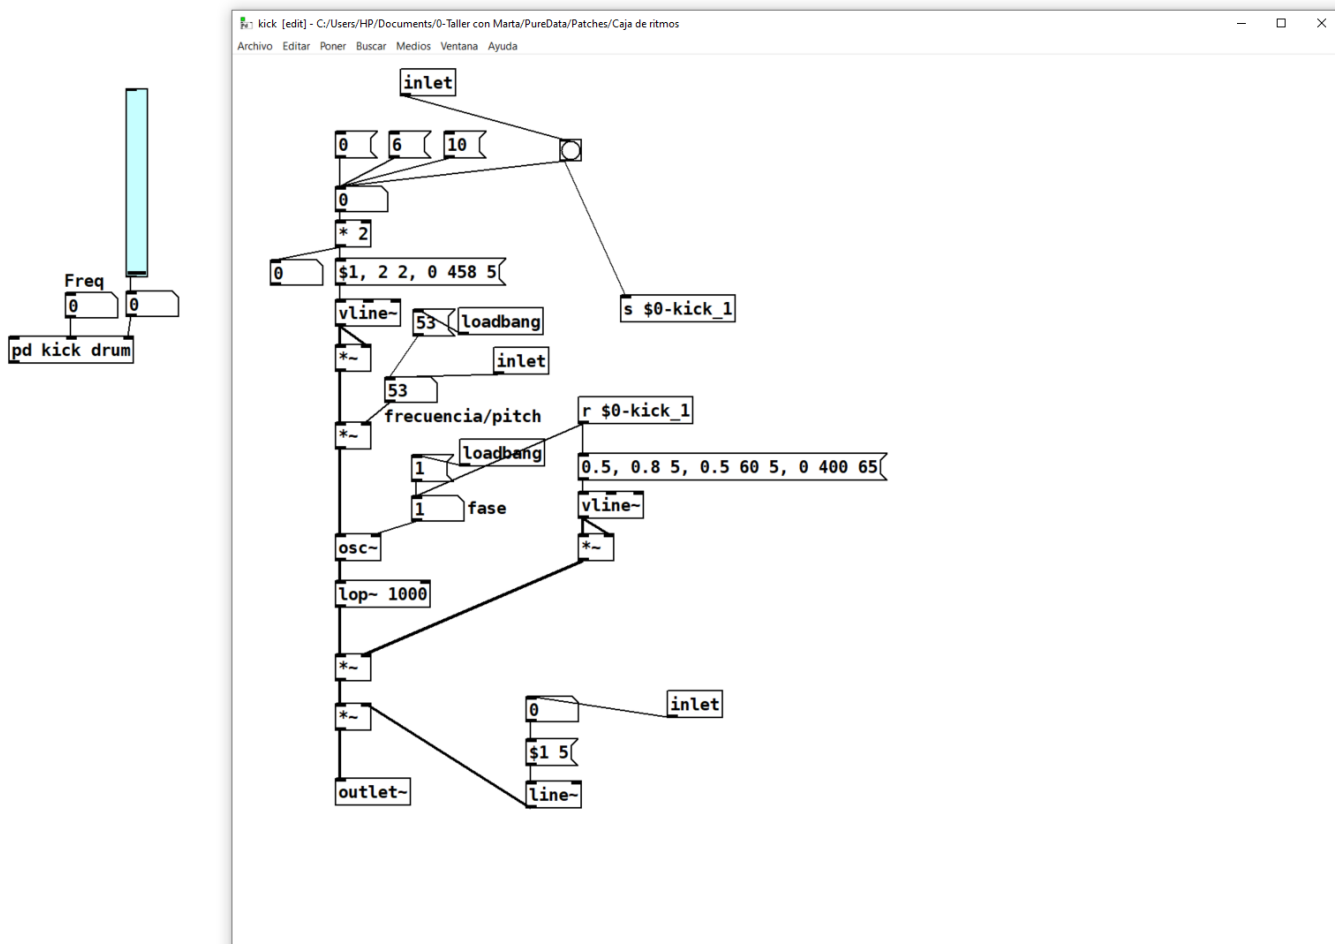 kick [edit] - C:/Users/HP/Documents/0-Taller con Marta/PureData/Patches/Caja de ritmos
Archivo Editar Poner Buscar Medios Ventana Ayuda
inlet
0 6 10
0
* 2
0
$1, 2 2, 0 458 5
s $0-kick_1
Freq
0 0
pd kick drum
vline~
53
loadbang
*~
inlet
53
frecuencia/pitch
*~
r $0-kick_1
loadbang
1
0.5, 0.8 5, 0.5 60 5, 0 400 65
1 fase
vline~
osc~
*~
lop~ 1000
*~
*~
0
inlet
$1 5
outlet~
line~